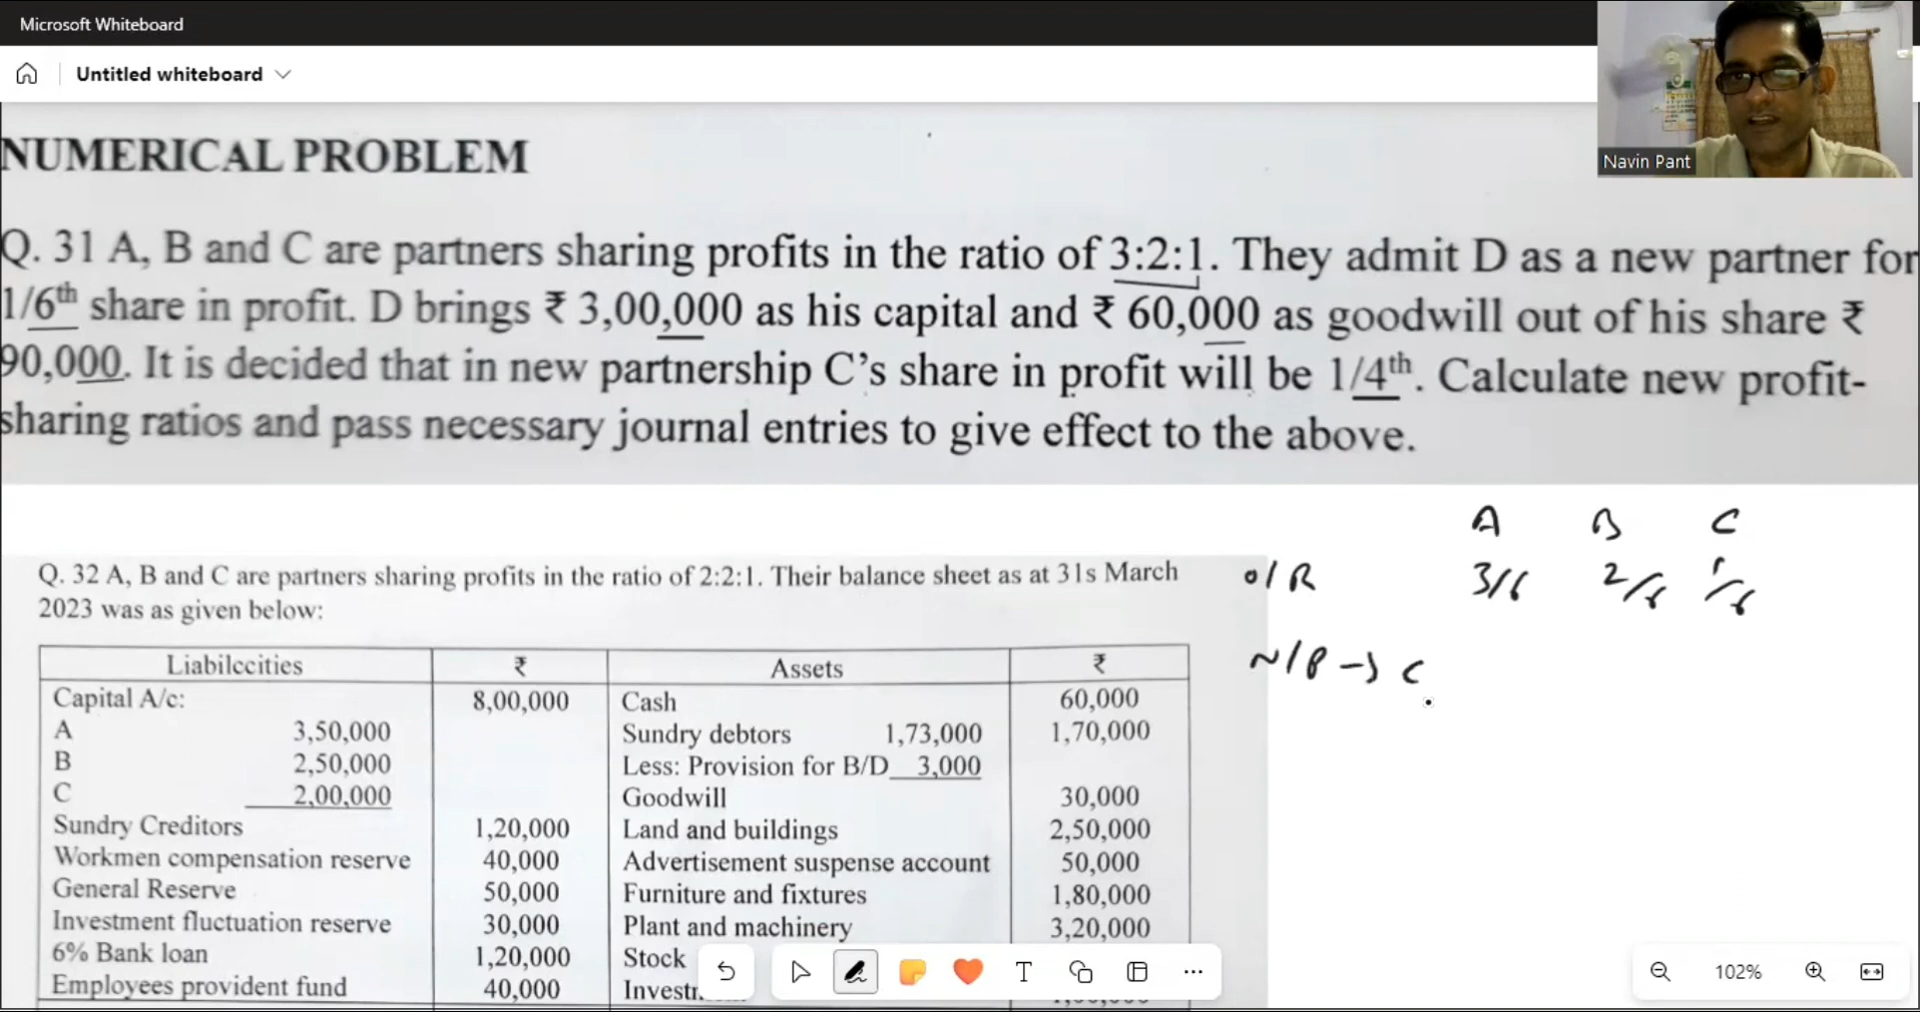 Microsoft Whiteboard
Untitled whiteboard
Navin Pant
NUMERICAL PROBLEM
Q. 31 A, B and C are partners sharing profits in the ratio of 3:2:1. They admit D as a new partner for
1/6th share in profit. D brings ₹ 3,00,000 as his capital and ₹ 60,000 as goodwill out of his share ₹
90,000. It is decided that in new partnership C's share in profit will be 1/4th. Calculate new profit-
sharing ratios and pass necessary journal entries to give effect to the above.
A B C
O/R 3/6 2/6 1/6
N/P → C
Q. 32 A, B and C are partners sharing profits in the ratio of 2:2:1. Their balance sheet as at 31s March
2023 was as given below:
Liabilccities ₹ Assets ₹
Capital A/c: 8,00,000 Cash 60,000
A 3,50,000 Sundry debtors 1,73,000 1,70,000
B 2,50,000 Less: Provision for B/D 3,000
C 2,00,000 Goodwill 30,000
Sundry Creditors 1,20,000 Land and buildings 2,50,000
Workmen compensation reserve 40,000 Advertisement suspense account 50,000
General Reserve 50,000 Furniture and fixtures 1,80,000
Investment fluctuation reserve 30,000 Plant and machinery 3,20,000
6% Bank loan 1,20,000 Stock
Employees provident fund 40,000
102%